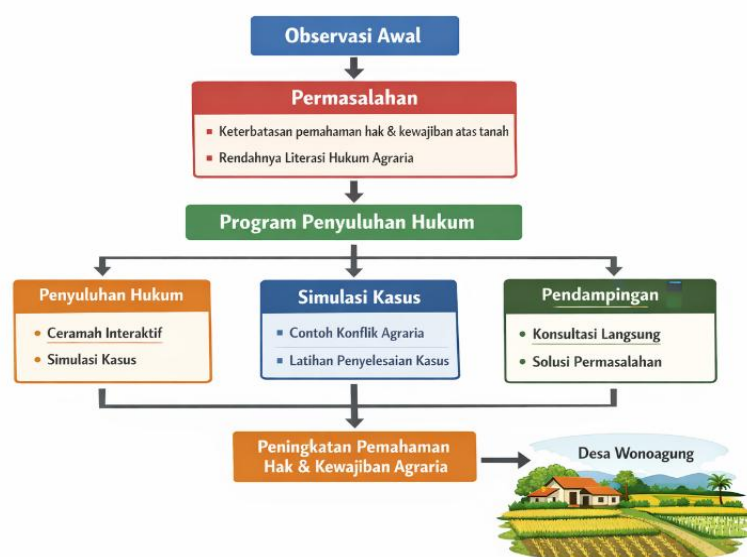 Observasi Awal
Permasalahan
Keterbatasan pemahaman hak & kewajiban atas tanah
Rendahnya Literasi Hukum Agraria
Program Penyuluhan Hukum
Penyuluhan Hukum
Ceramah Interaktif
Simulasi Kasus
Simulasi Kasus
Contoh Konflik Agraria
Latihan Penyelesaian Kasus
Pendampingan
Konsultasi Langsung
Solusi Permasalahan
Peningkatan Pemahaman
Hak & Kewajiban Agraria
Desa Wonoagung